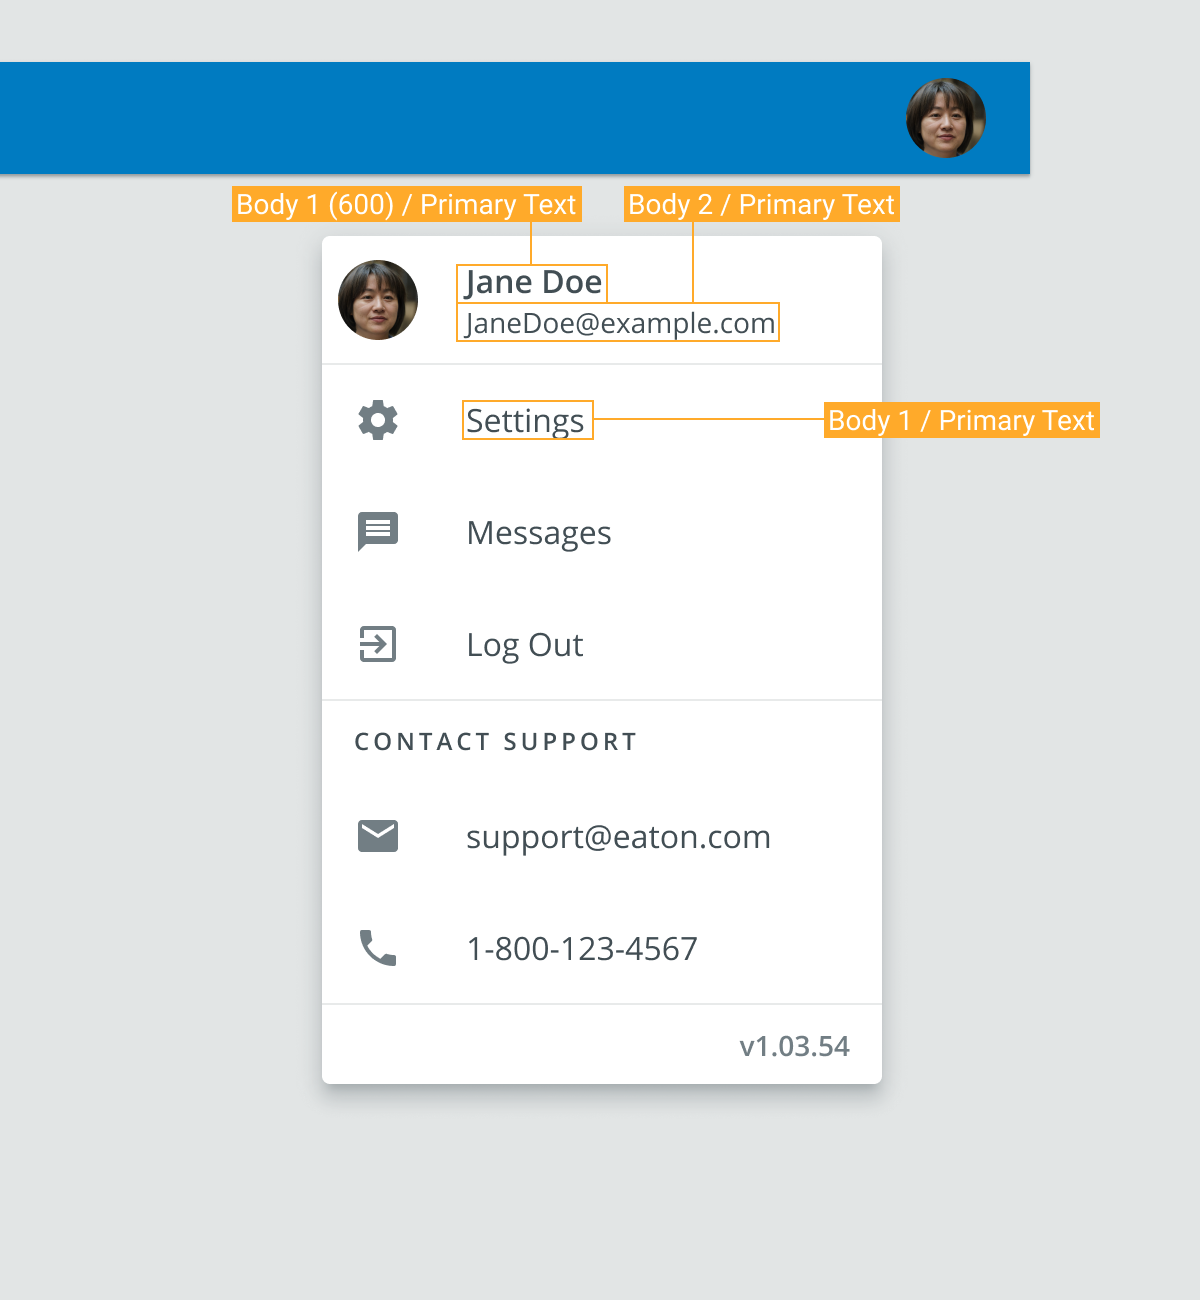 Body 1 (600) / Primary Text
Body 2 / Primary Text
Jane Doe
JaneDoe@example.com
Settings
Body 1 / Primary Text
Messages
Log Out
CONTACT SUPPORT
support@eaton.com
1-800-123-4567
v1.03.54